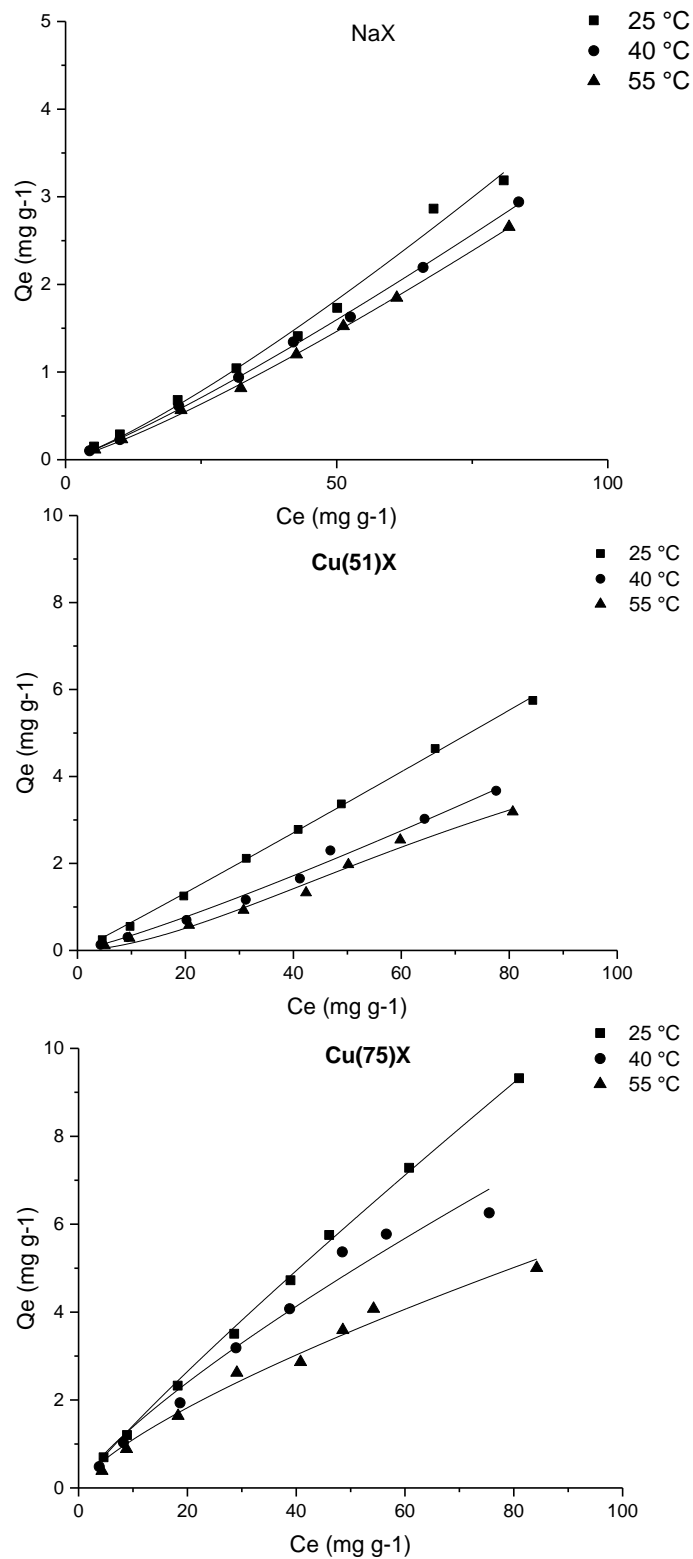 NaX
25 °C
40 °C
55 °C
5
4
3
2
1
0
Qe (mg g-1)
0
50
100
Ce (mg g-1)
Cu(51)X
25 °C
40 °C
55 °C
10
8
6
4
2
0
Qe (mg g-1)
0 20 40 60 80 100
Ce (mg g-1)
Cu(75)X
25 °C
40 °C
55 °C
10
8
6
4
2
0
Qe (mg g-1)
0 20 40 60 80 100
Ce (mg g-1)